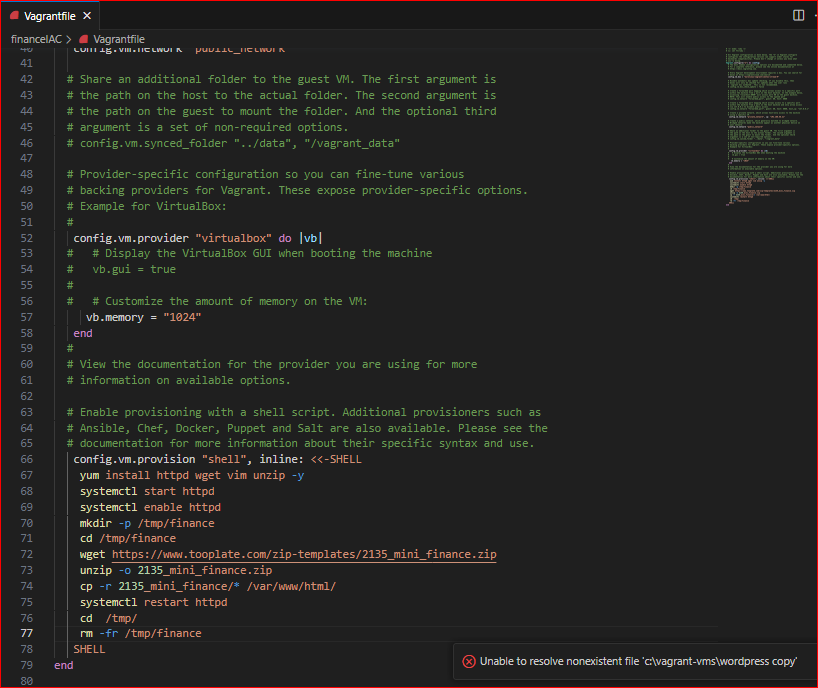 Vagrantfile ×
financeIAC > Vagrantfile
40 config.vm.network "public_network"
41
42 # Share an additional folder to the guest VM. The first argument is
43 # the path on the host to the actual folder. The second argument is
44 # the path on the guest to mount the folder. And the optional third
45 # argument is a set of non-required options.
46 # config.vm.synced_folder "../data", "/vagrant_data"
47
48 # Provider-specific configuration so you can fine-tune various
49 # backing providers for Vagrant. These expose provider-specific options.
50 # Example for VirtualBox:
51 #
52 config.vm.provider "virtualbox" do |vb|
53 #   # Display the VirtualBox GUI when booting the machine
54 #   vb.gui = true
55 #
56 #   # Customize the amount of memory on the VM:
57 vb.memory = "1024"
58 end
59 #
60 # View the documentation for the provider you are using for more
61 # information on available options.
62
63 # Enable provisioning with a shell script. Additional provisioners such as
64 # Ansible, Chef, Docker, Puppet and Salt are also available. Please see the
65 # documentation for more information about their specific syntax and use.
66 config.vm.provision "shell", inline: <<-SHELL
67 yum install httpd wget vim unzip -y
68 systemctl start httpd
69 systemctl enable httpd
70 mkdir -p /tmp/finance
71 cd /tmp/finance
72 wget https://www.tooplate.com/zip-templates/2135_mini_finance.zip
73 unzip -o 2135_mini_finance.zip
74 cp -r 2135_mini_finance/* /var/www/html/
75 systemctl restart httpd
76 cd  /tmp/
77 rm -fr /tmp/finance
78 SHELL
79 end
80
Unable to resolve nonexistent file 'c:\vagrant-vms\wordpress copy'